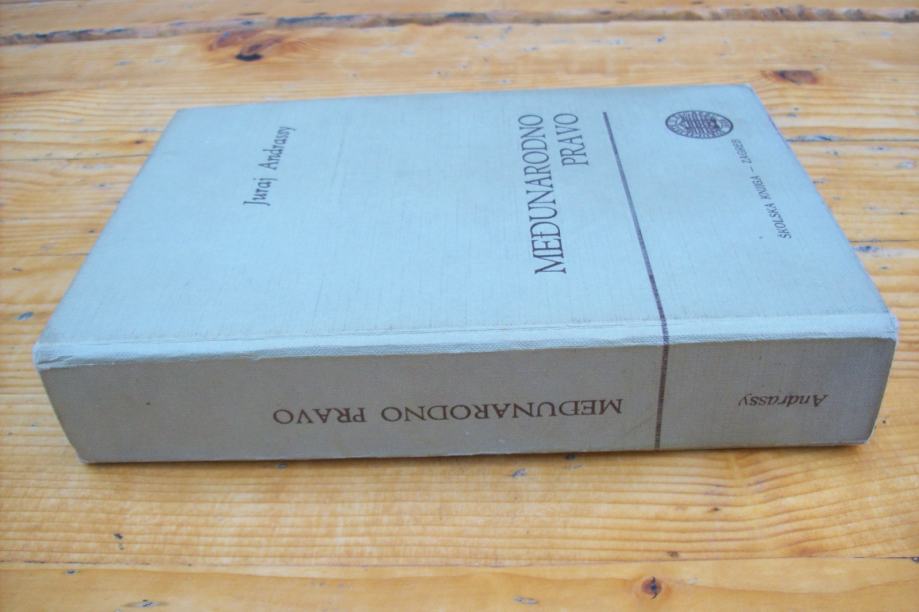 Juraj Andrassy
MEĐUNARODNO
PRAVO
ŠKOLSKA KNJIGA – ZAGREB
MEĐUNARODNO PRAVO
Andrassy